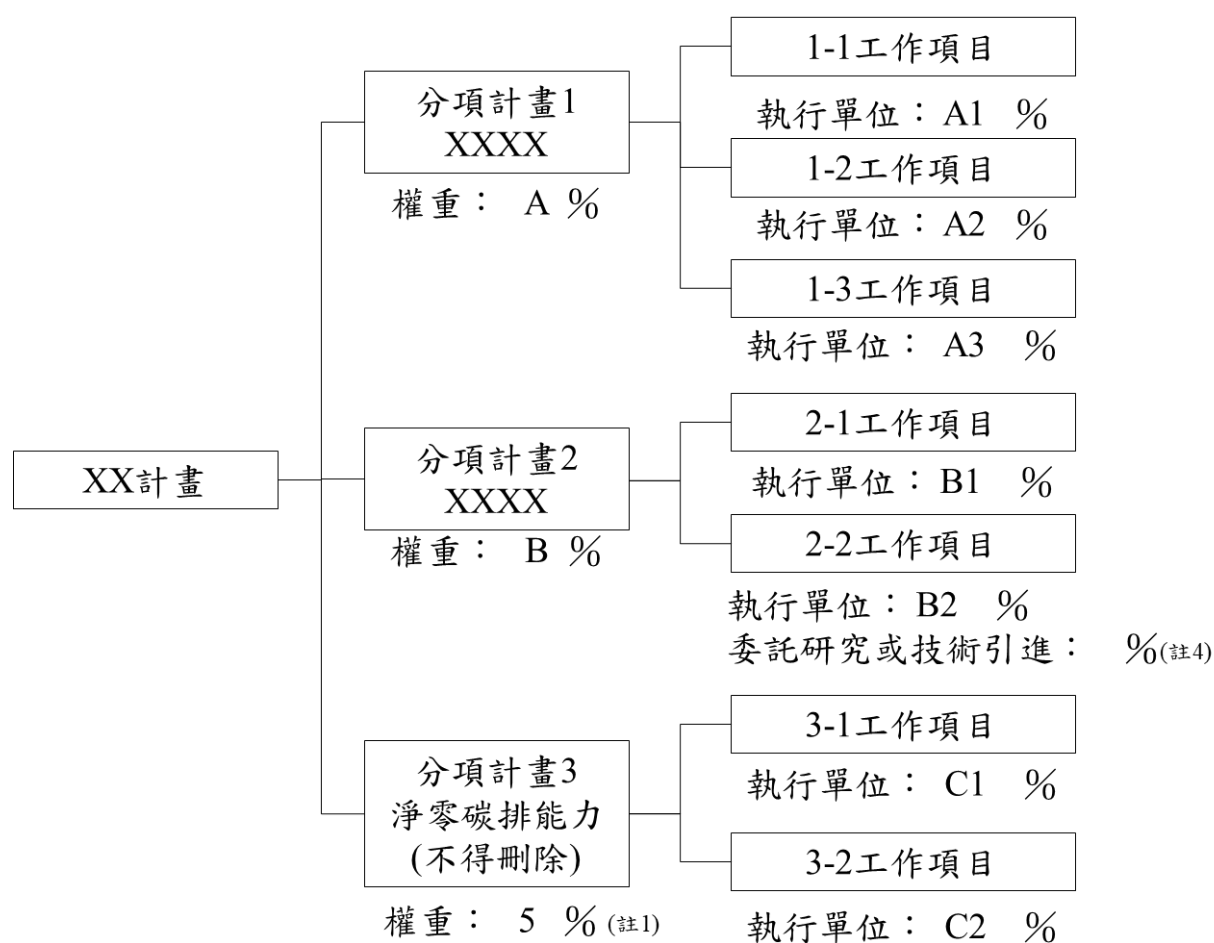 XX計畫
分項計畫1
XXXX
權重： A %
1-1工作項目
執行單位：A1 %
1-2工作項目
執行單位：A2 %
1-3工作項目
執行單位： A3 %
分項計畫2
XXXX
權重： B %
2-1工作項目
執行單位：B1 %
2-2工作項目
執行單位：B2 %
委託研究或技術引進： %(註4)
分項計畫3
淨零碳排能力
(不得刪除)
權重： 5 %(註1)
3-1工作項目
執行單位： C1 %
3-2工作項目
執行單位： C2 %